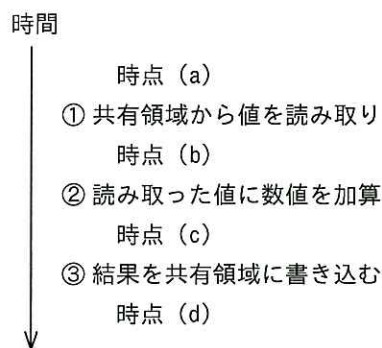 時間
時点（a）
① 共有領域から値を読み取り
時点（b）
② 読み取った値に数値を加算
時点（c）
③ 結果を共有領域に書き込む
時点（d）